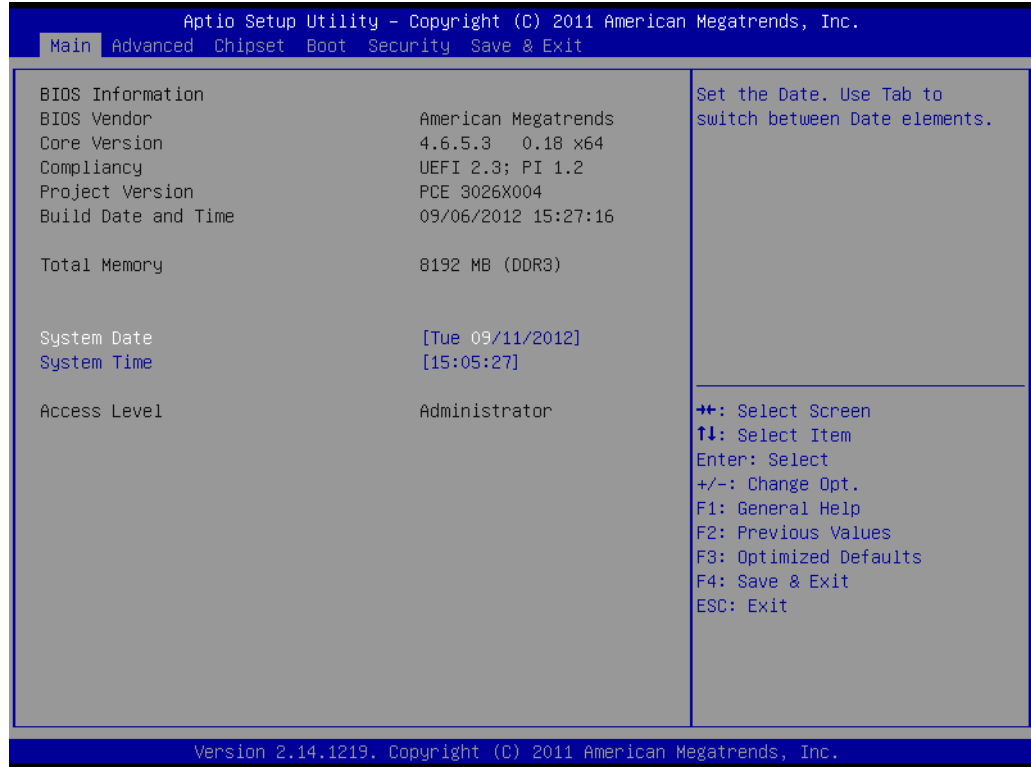 Aptio Setup Utility – Copyright (C) 2011 American Megatrends, Inc.
Main Advanced Chipset Boot Security Save & Exit
BIOS Information
BIOS Vendor American Megatrends
Core Version 4.6.5.3 0.18 x64
Compliancy UEFI 2.3; PI 1.2
Project Version PCE 3026X004
Build Date and Time 09/06/2012 15:27:16
Total Memory 8192 MB (DDR3)
System Date [Tue 09/11/2012]
System Time [15:05:27]
Access Level Administrator
Set the Date. Use Tab to
switch between Date elements.
→←: Select Screen
↑↓: Select Item
Enter: Select
+/-: Change Opt.
F1: General Help
F2: Previous Values
F3: Optimized Defaults
F4: Save & Exit
ESC: Exit
Version 2.14.1219. Copyright (C) 2011 American Megatrends, Inc.